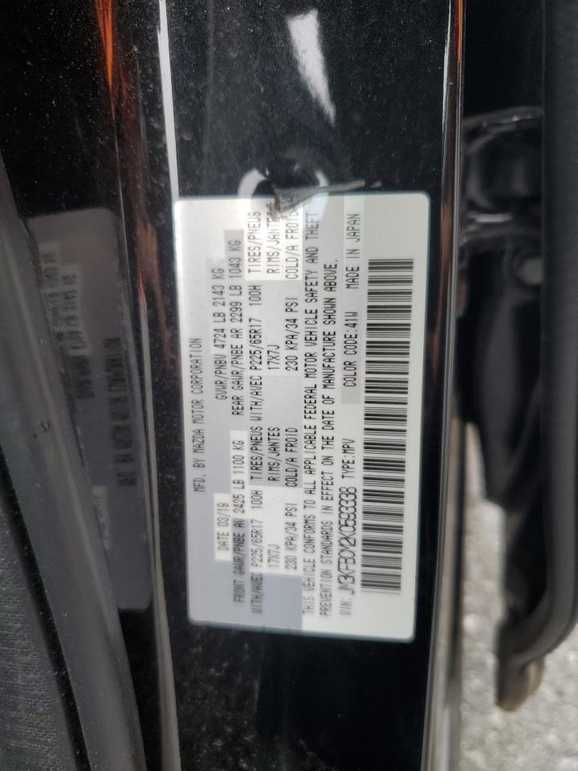 MFD. BY MAZDA MOTOR CORPORATION
DATE 03/19 GVWR/PNBV 4724 LB 2143 KG
FRONT GAWR/PNBE AV 2425 LB 1100 KG REAR GAWR/PNBE AR 2299 LB 1043 KG
WITH/AVEC P225/65R17 100H TIRES/PNEUS WITH/AVEC P225/65R17 100H TIRES/PNEUS
17X7J RIMS/JANTES 17X7J RIMS/JANTES
230 KPA/34 PSI COLD/A FROID 230 KPA/34 PSI COLD/A FROID
THIS VEHICLE CONFORMS TO ALL APPLICABLE FEDERAL MOTOR VEHICLE SAFETY AND THEFT
PREVENTION STANDARDS IN EFFECT ON THE DATE OF MANUFACTURE SHOWN ABOVE.
VIN: TYPE:MPV COLOR CODE:41W MADE IN JAPAN